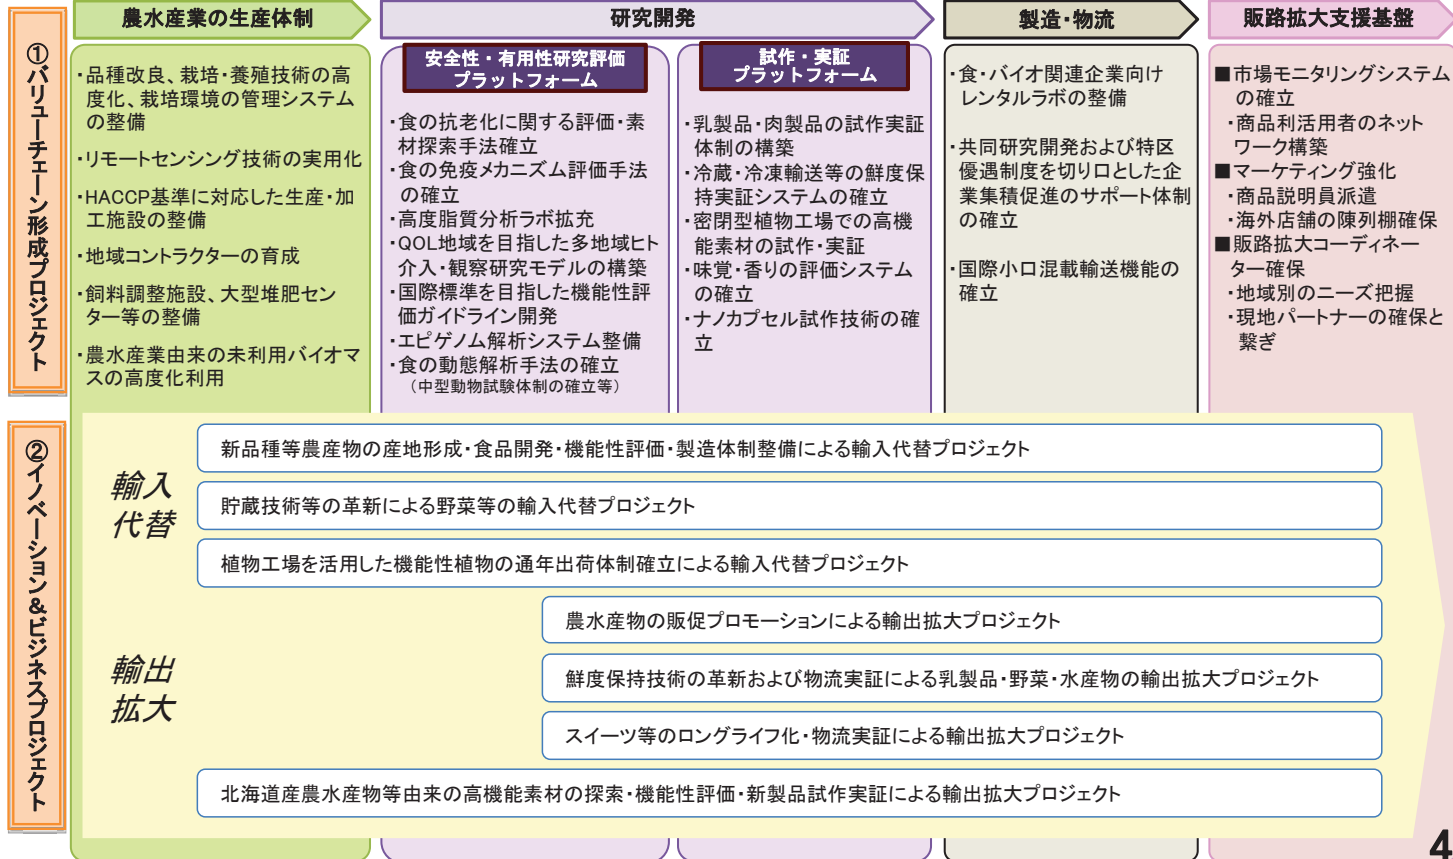 農水産業の生産体制
研究開発
製造・物流
販路拡大支援基盤
①バリューチェーン形成プロジェクト
・品種改良、栽培・養殖技術の高
度化、栽培環境の管理システム
の整備
・リモートセンシング技術の実用化
・HACCP基準に対応した生産・加
工施設の整備
・地域コントラクターの育成
・飼料調整施設、大型堆肥セン
ター等の整備
・農水産業由来の未利用バイオマ
スの高度化利用
安全性・有用性研究評価
プラットフォーム
・食の抗老化に関する評価・素
材探索手法確立
・食の免疫メカニズム評価手法
の確立
・高度脂質分析ラボ拡充
・QOL地域を目指した多地域ヒト
介入・観察研究モデルの構築
・国際標準を目指した機能性評
価ガイドライン開発
・エピゲノム解析システム整備
・食の動態解析手法の確立
（中型動物試験体制の確立等）
試作・実証
プラットフォーム
・乳製品・肉製品の試作実証
体制の構築
・冷蔵・冷凍輸送等の鮮度保
持実証システムの確立
・密閉型植物工場での高機
能素材の試作・実証
・味覚・香りの評価システム
の確立
・ナノカプセル試作技術の確
立
・食・バイオ関連企業向け
レンタルラボの整備
・共同研究開発および特区
優遇制度を切り口とした企
業集積促進のサポート体制
の確立
・国際小口混載輸送機能の
確立
■市場モニタリングシステム
の確立
・商品利活用者のネット
ワーク構築
■マーケティング強化
・商品説明員派遣
・海外店舗の陳列棚確保
■販路拡大コーディネー
ター確保
・地域別のニーズ把握
・現地パートナーの確保と
繋ぎ
②イノベーション＆ビジネスプロジェクト
輸入
代替
新品種等農産物の産地形成・食品開発・機能性評価・製造体制整備による輸入代替プロジェクト
貯蔵技術等の革新による野菜等の輸入代替プロジェクト
植物工場を活用した機能性植物の通年出荷体制確立による輸入代替プロジェクト
輸出
拡大
農水産物の販促プロモーションによる輸出拡大プロジェクト
鮮度保持技術の革新および物流実証による乳製品・野菜・水産物の輸出拡大プロジェクト
スイーツ等のロングライフ化・物流実証による輸出拡大プロジェクト
北海道産農水産物等由来の高機能素材の探索・機能性評価・新製品試作実証による輸出拡大プロジェクト
4